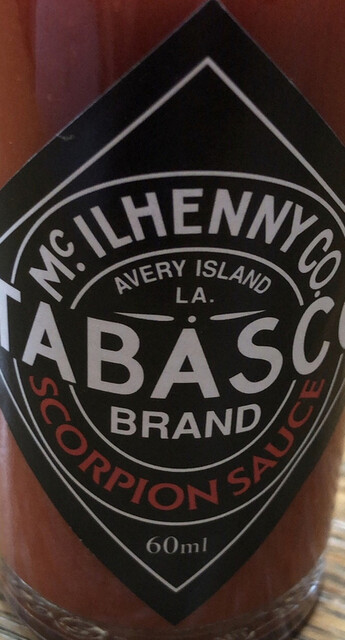 McILHENNY CO.
AVERY ISLAND
LA.
TABASCO
BRAND
SCORPION SAUCE
60ml